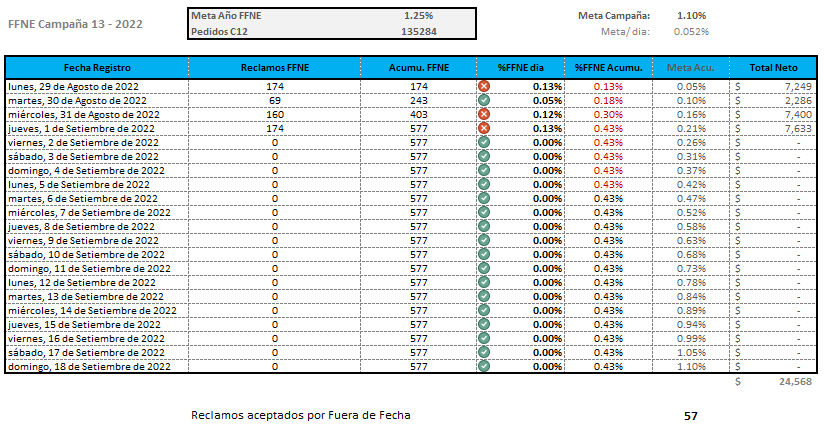 FFNE Campaña 13 - 2022
Meta Año FFNE 1.25% Meta Campaña: 1.10%
Pedidos C12 135284 Meta/ dia: 0.052%
Fecha Registro Reclamos FFNE Acumu. FFNE %FFNE dia %FFNE Acumu. Meta Acu. Total Neto
lunes, 29 de Agosto de 2022 174 174 0.13% 0.13% 0.05% $ 7,249
martes, 30 de Agosto de 2022 69 243 0.05% 0.18% 0.10% $ 2,286
miércoles, 31 de Agosto de 2022 160 403 0.12% 0.30% 0.16% $ 7,400
jueves, 1 de Setiembre de 2022 174 577 0.13% 0.43% 0.21% $ 7,633
viernes, 2 de Setiembre de 2022 0 577 0.00% 0.43% 0.26% $ -
sábado, 3 de Setiembre de 2022 0 577 0.00% 0.43% 0.31% $ -
domingo, 4 de Setiembre de 2022 0 577 0.00% 0.43% 0.37% $ -
lunes, 5 de Setiembre de 2022 0 577 0.00% 0.43% 0.42% $ -
martes, 6 de Setiembre de 2022 0 577 0.00% 0.43% 0.47% $ -
miércoles, 7 de Setiembre de 2022 0 577 0.00% 0.43% 0.52% $ -
jueves, 8 de Setiembre de 2022 0 577 0.00% 0.43% 0.58% $ -
viernes, 9 de Setiembre de 2022 0 577 0.00% 0.43% 0.63% $ -
sábado, 10 de Setiembre de 2022 0 577 0.00% 0.43% 0.68% $ -
domingo, 11 de Setiembre de 2022 0 577 0.00% 0.43% 0.73% $ -
lunes, 12 de Setiembre de 2022 0 577 0.00% 0.43% 0.78% $ -
martes, 13 de Setiembre de 2022 0 577 0.00% 0.43% 0.84% $ -
miércoles, 14 de Setiembre de 2022 0 577 0.00% 0.43% 0.89% $ -
jueves, 15 de Setiembre de 2022 0 577 0.00% 0.43% 0.94% $ -
viernes, 16 de Setiembre de 2022 0 577 0.00% 0.43% 0.99% $ -
sábado, 17 de Setiembre de 2022 0 577 0.00% 0.43% 1.05% $ -
domingo, 18 de Setiembre de 2022 0 577 0.00% 0.43% 1.10% $ -
$ 24,568
Reclamos aceptados por Fuera de Fecha 57